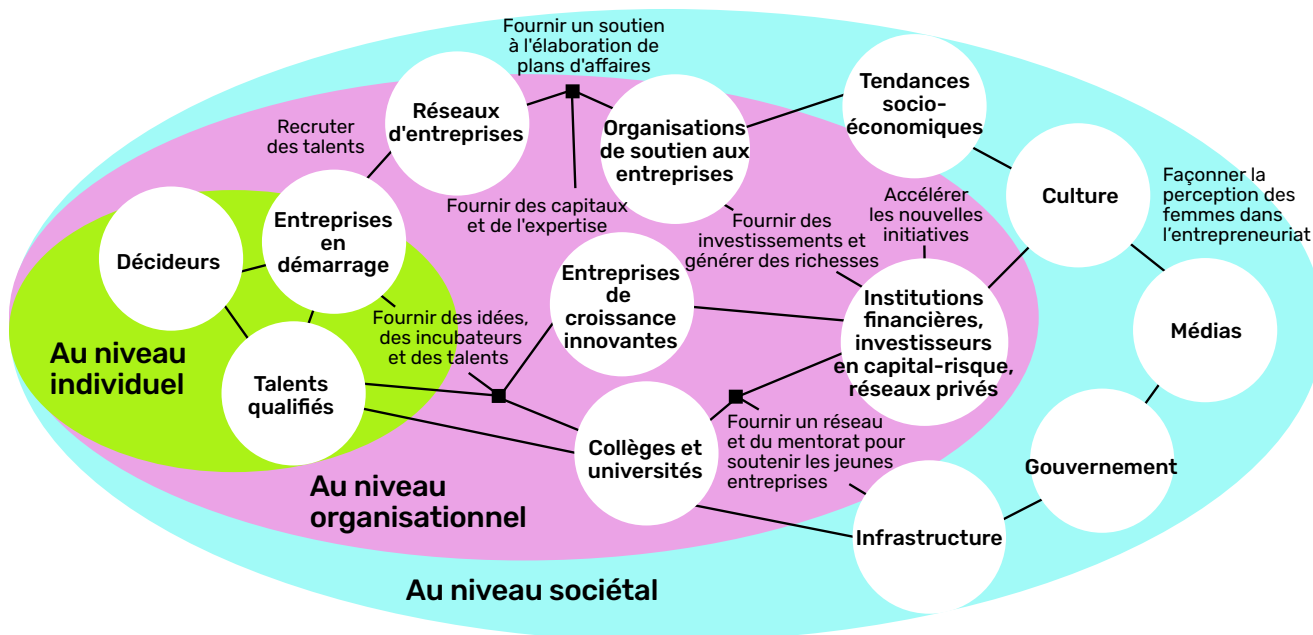 Fournir un soutien
à l'élaboration de
plans d'affaires
Réseaux
d'entreprises
Recruter
des talents
Organisations
de soutien aux
entreprises
Tendances
socio-
économiques
Culture
Façonner la
perception des
femmes dans
l'entrepreneuriat
Accélérer
les nouvelles
initiatives
Fournir des capitaux
et de l'expertise
Fournir des
investissements et
générer des richesses
Décideurs
Entreprises
en
démarrage
Entreprises
de
croissance
innovantes
Institutions
financières,
investisseurs
en capital-risque,
réseaux privés
Médias
Fournir des idées,
des incubateurs
et des talents
Au niveau
individuel
Talents
qualifiés
Collèges et
universités
Fournir un réseau
et du mentorat pour
soutenir les jeunes
entreprises
Gouvernement
Au niveau
organisationnel
Infrastructure
Au niveau sociétal